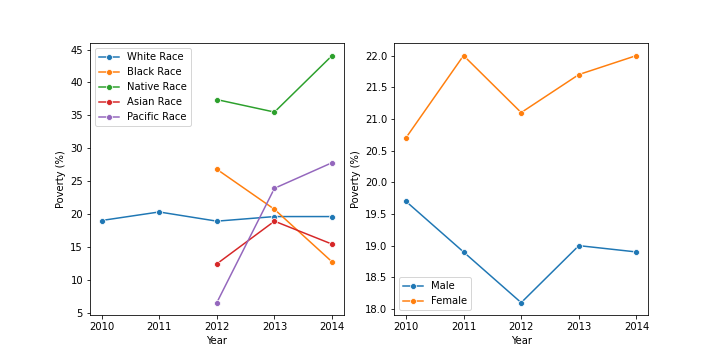 45
40
35
30
25
20
15
10
5
Poverty (%)
White Race
Black Race
Native Race
Asian Race
Pacific Race
2010 2011 2012 2013 2014
Year
22.0
21.5
21.0
20.5
20.0
19.5
19.0
18.5
18.0
Poverty (%)
Male
Female
2010 2011 2012 2013 2014
Year